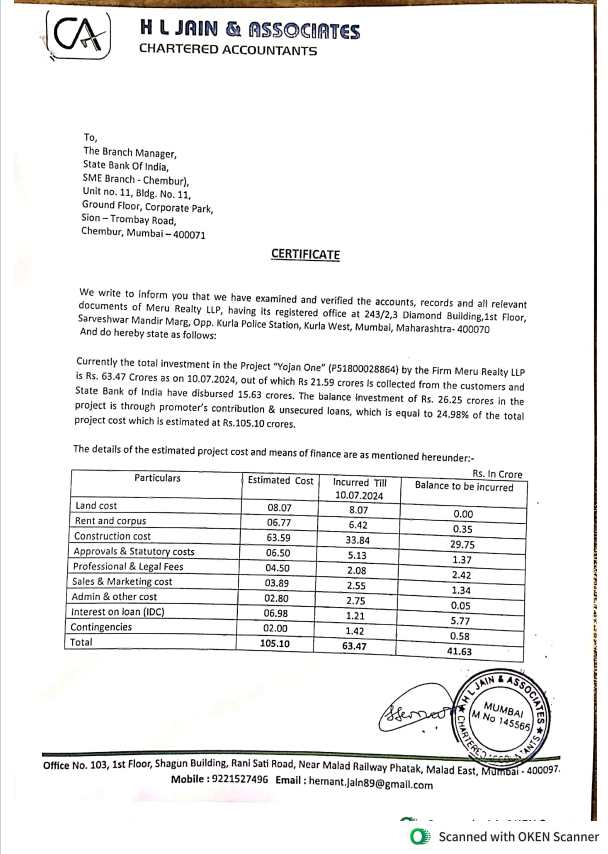 CA
H L JAIN & ASSOCIATES
CHARTERED ACCOUNTANTS
To,
The Branch Manager,
State Bank Of India,
SME Branch - Chembur),
Unit no. 11, Bldg. No. 11,
Ground Floor, Corporate Park,
Sion – Trombay Road,
Chembur, Mumbai – 400071
CERTIFICATE
We write to inform you that we have examined and verified the accounts, records and all relevant
documents of Meru Realty LLP, having its registered office at 243/2,3 Diamond Building,1st Floor,
Sarveshwar Mandir Marg, Opp. Kurla Police Station, Kurla West, Mumbai, Maharashtra- 400070
And do hereby state as follows:
Currently the total investment in the Project "Yojan One" (P51800028864) by the Firm Meru Realty LLP
is Rs. 63.47 Crores as on 10.07.2024, out of which Rs 21.59 crores is collected from the customers and
State Bank of India have disbursed 15.63 crores. The balance investment of Rs. 26.25 crores in the
project is through promoter's contribution & unsecured loans, which is equal to 24.98% of the total
project cost which is estimated at Rs.105.10 crores.
The details of the estimated project cost and means of finance are as mentioned hereunder:-
Rs. In Crore
Particulars Estimated Cost Incurred Till 10.07.2024 Balance to be incurred
Land cost 08.07 8.07 0.00
Rent and corpus 06.77 6.42 0.35
Construction cost 63.59 33.84 29.75
Approvals & Statutory costs 06.50 5.13 1.37
Professional & Legal Fees 04.50 2.08 2.42
Sales & Marketing cost 03.89 2.55 1.34
Admin & other cost 02.80 2.75 0.05
Interest on loan (IDC) 06.98 1.21 5.77
Contingencies 02.00 1.42 0.58
Total 105.10 63.47 41.63
H L JAIN & ASSOCIATES
MUMBAI
M No 145566
CHARTERED ACCOUNTANTS
Office No. 103, 1st Floor, Shagun Building, Rani Sati Road, Near Malad Railway Phatak, Malad East, Mumbai - 400097.
Mobile : 9221527496 Email : hemant.jain89@gmail.com
Scanned with OKEN Scanner